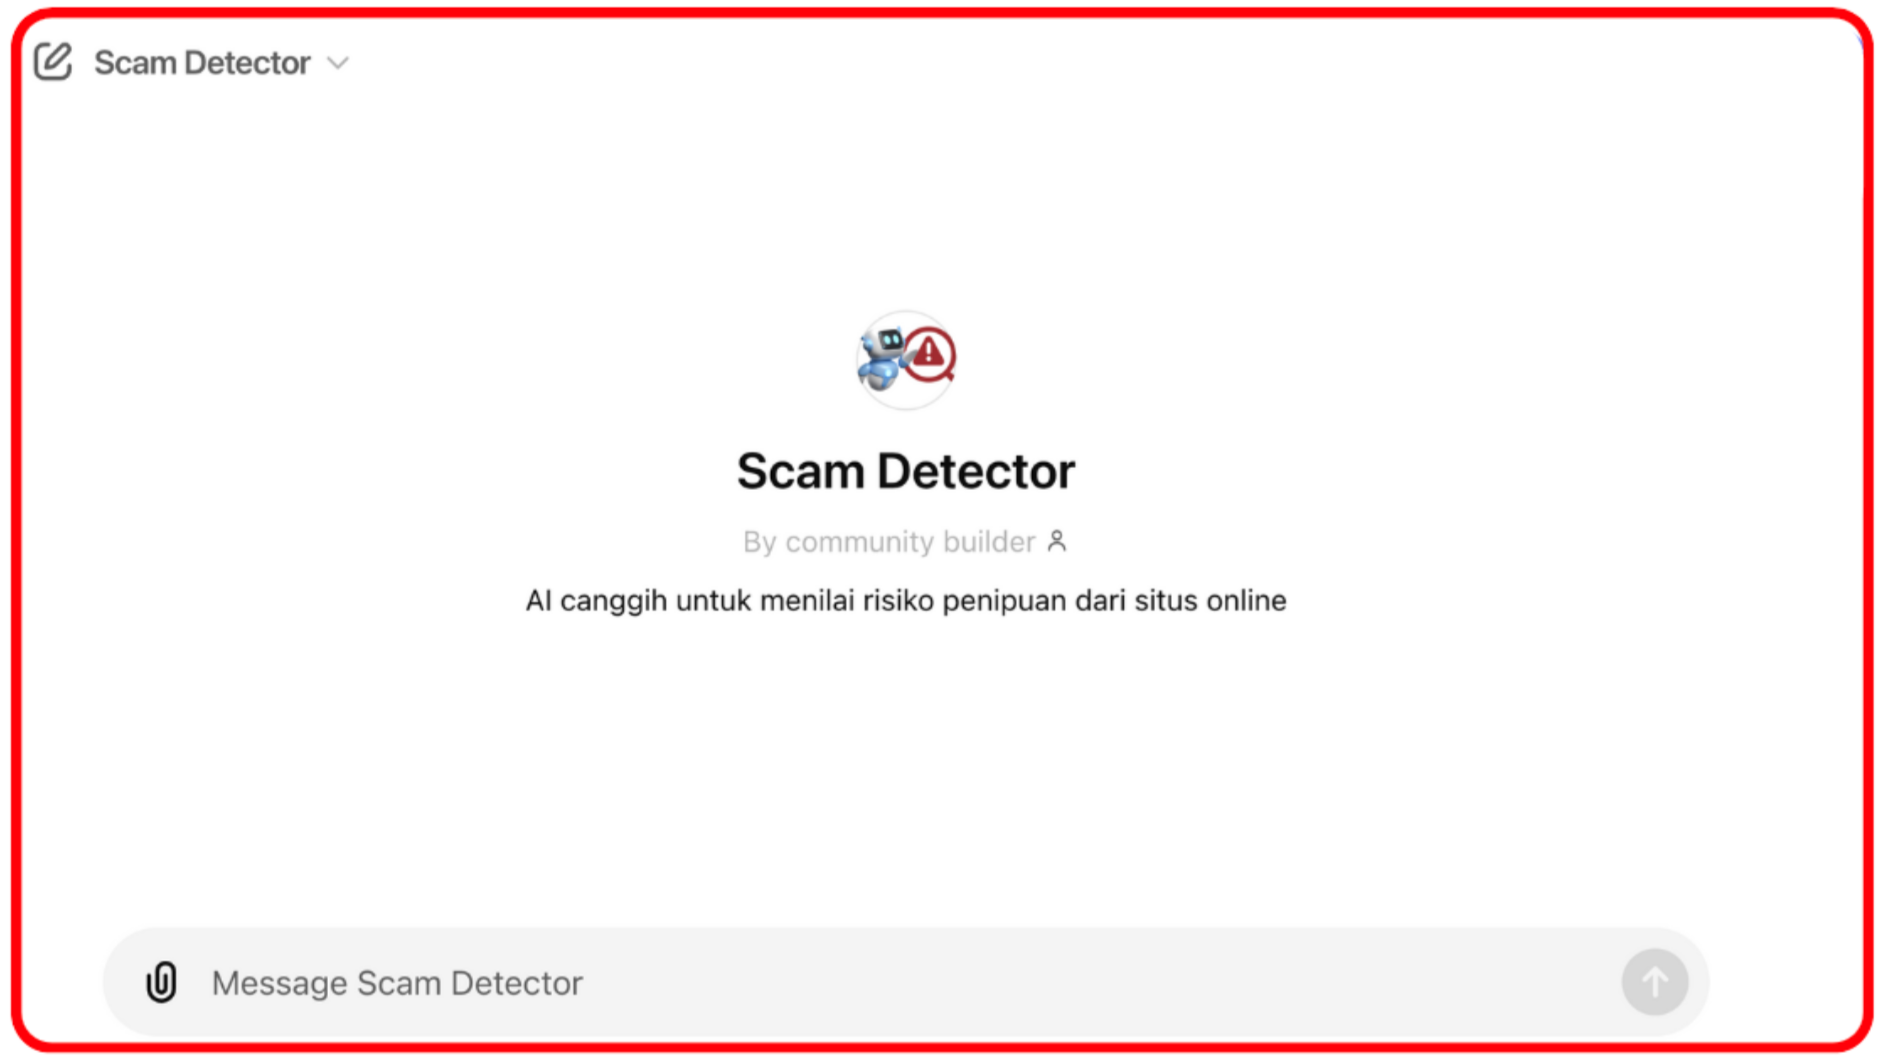 Scam Detector
Scam Detector
By community builder
AI canggih untuk menilai risiko penipuan dari situs online
Message Scam Detector